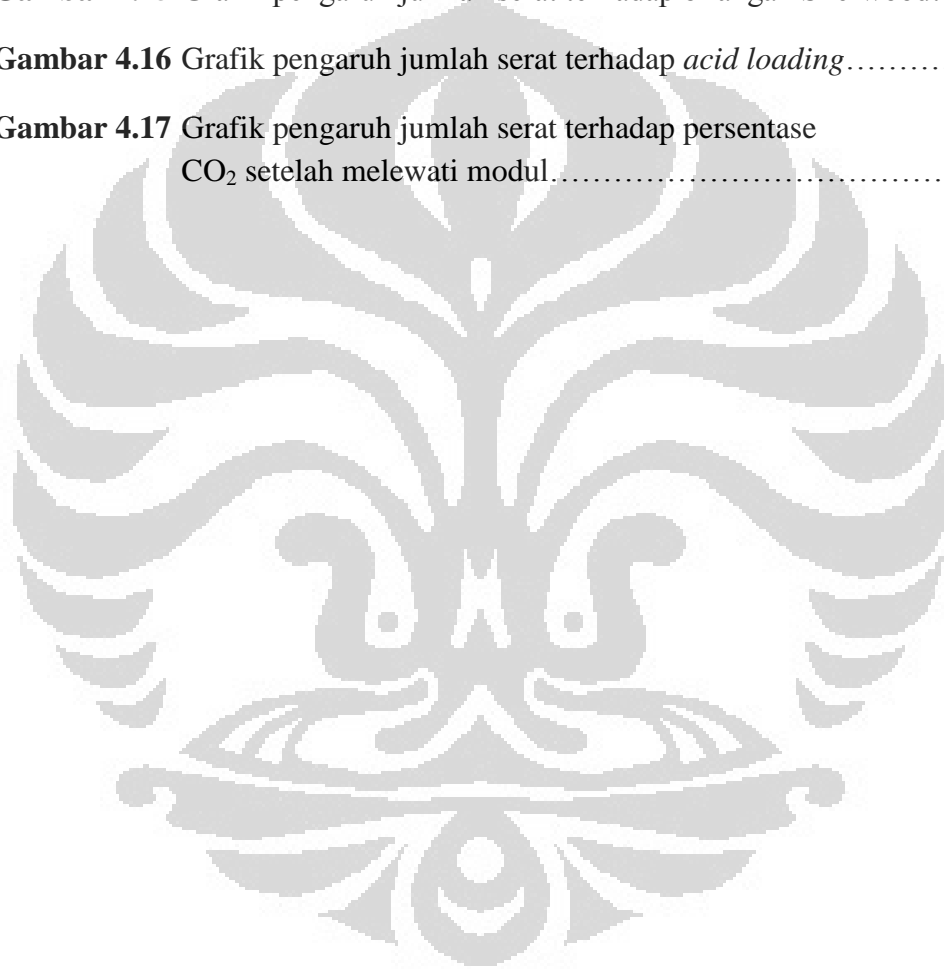 Gambar 4.16 Grafik pengaruh jumlah serat terhadap acid loading..........
Gambar 4.17 Grafik pengaruh jumlah serat terhadap persentase
CO₂ setelah melewati modul.....................................